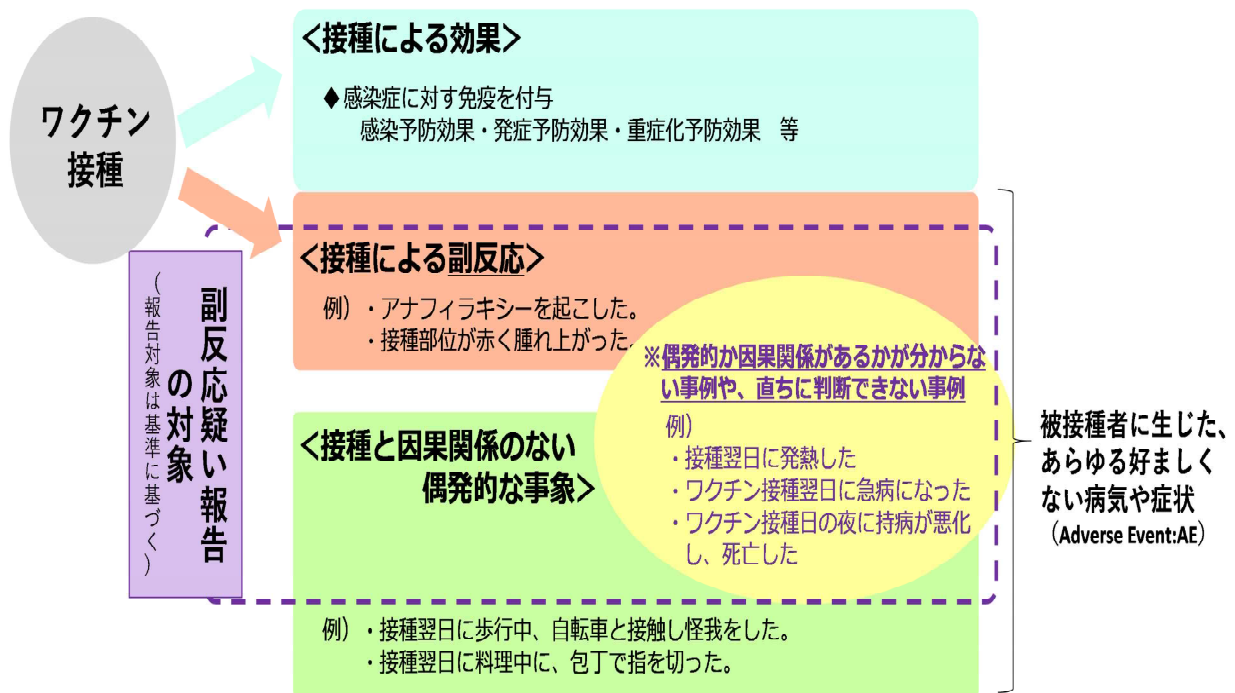 ワクチン
接種
<接種による効果>
◆感染症に対す免疫を付与
感染予防効果・発症予防効果・重症化予防効果　等
<接種による副反応>
例）・アナフィラキシーを起こした。
・接種部位が赤く腫れ上がった。
※偶発的か因果関係があるかが分からな
い事例や、直ちに判断できない事例
例）
・接種翌日に発熱した
・ワクチン接種翌日に急病になった
・ワクチン接種日の夜に持病が悪化
し、死亡した
<接種と因果関係のない
偶発的な事象>
例）・接種翌日に歩行中、自転車と接触し怪我をした。
・接種翌日に料理中に、包丁で指を切った。
副反応疑い報告
の対象
（報告対象は基準に基づく）
被接種者に生じた、
あらゆる好ましく
ない病気や症状
（Adverse Event:AE）